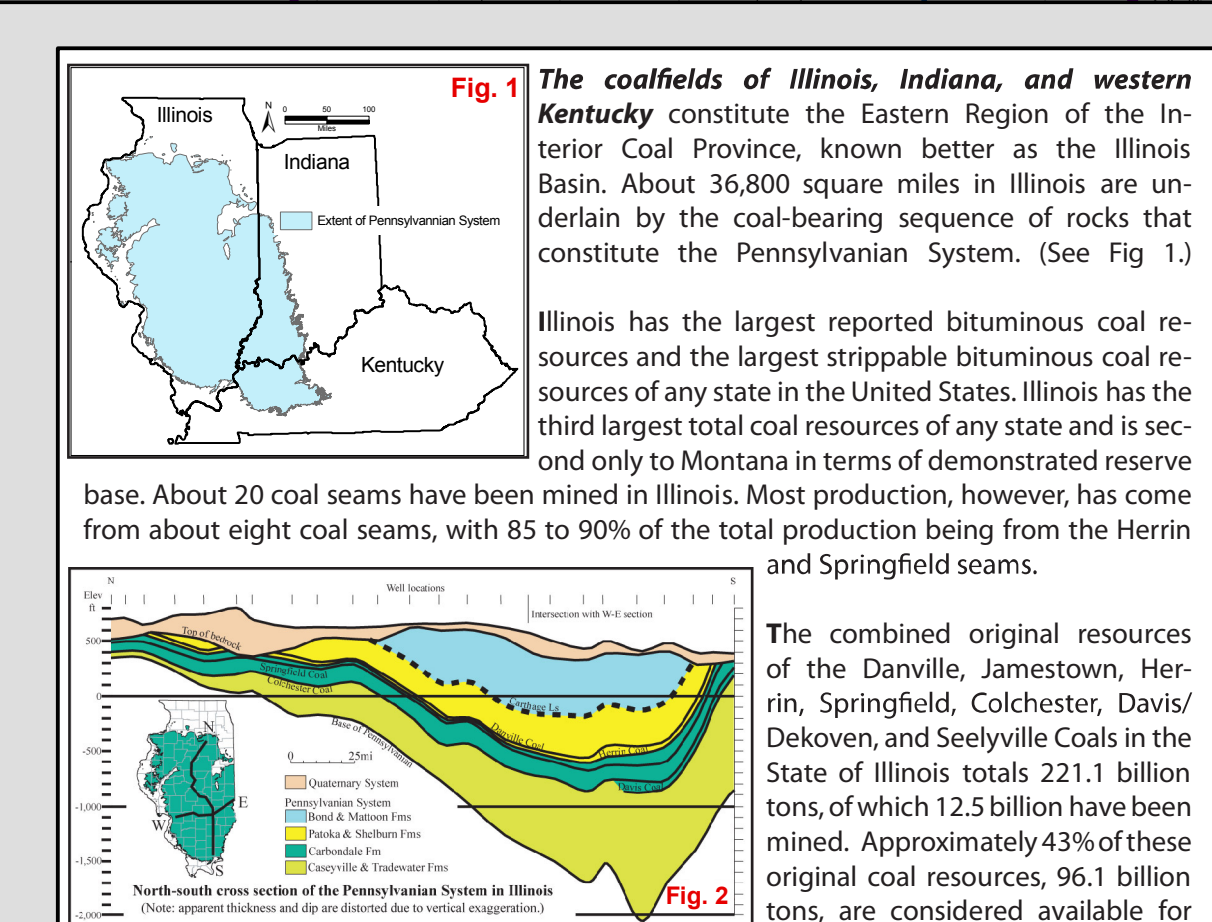 Fig. 1
Illinois
N
0 50 100
Miles
Indiana
Extent of Pennsylvannian System
Kentucky
The coalfields of Illinois, Indiana, and western
Kentucky constitute the Eastern Region of the In-
terior Coal Province, known better as the Illinois
Basin. About 36,800 square miles in Illinois are un-
derlain by the coal-bearing sequence of rocks that
constitute the Pennsylvanian System. (See Fig 1.)
Illinois has the largest reported bituminous coal re-
sources and the largest strippable bituminous coal re-
sources of any state in the United States. Illinois has the
third largest total coal resources of any state and is sec-
ond only to Montana in terms of demonstrated reserve
base. About 20 coal seams have been mined in Illinois. Most production, however, has come
from about eight coal seams, with 85 to 90% of the total production being from the Herrin
and Springfield seams.
N
S
Well locations
Elev
ft
Intersection with W-E section
500
0
-500
-1,000
-1,500
-2,000
Top of bedrock
Springfield Coal
Colchester Coal
Base of Pennsylvanian
Carthage Ls
Danville Coal
Herrin Coal
Davis Coal
N
E
W
S
0 25mi
Quaternary System
Pennsylvanian System
Bond & Mattoon Fms
Patoka & Shelburn Fms
Carbondale Fm
Caseyville & Tradewater Fms
North-south cross section of the Pennsylvanian System in Illinois
(Note: apparent thickness and dip are distorted due to vertical exaggeration.)
Fig. 2
The combined original resources
of the Danville, Jamestown, Her-
rin, Springfield, Colchester, Davis/
Dekoven, and Seelyville Coals in the
State of Illinois totals 221.1 billion
tons, of which 12.5 billion have been
mined. Approximately 43% of these
original coal resources, 96.1 billion
tons, are considered available for